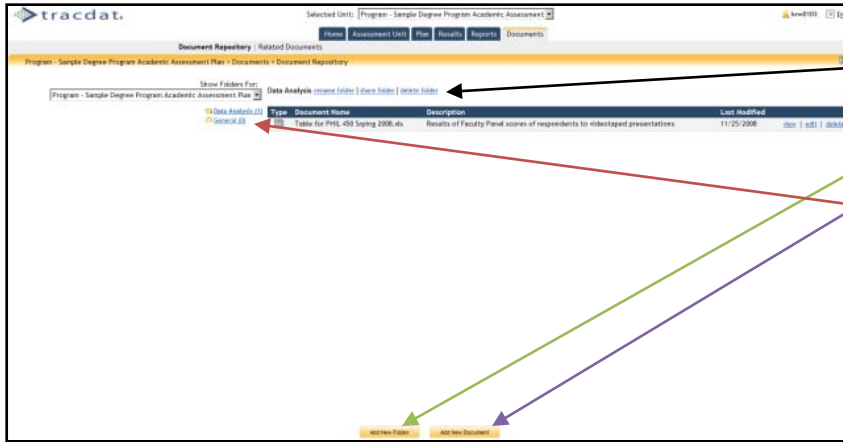 tracdat.
Selected Unit: Program - Sample Degree Program Academic Assessment
Home Assessment Unit Plan Results Reports Documents
Document Repository | Related Documents
Program - Sample Degree Program Academic Assessment Plan > Documents > Document Repository
Show Folders For:
Program - Sample Degree Program Academic Assessment Plan
Data Analysis rename folder | share folder | delete folder
Data Analysis (1)
General (0)
Type Document Name Description Last Modified
Table for PHIL 498 Srping 2008.xls Results of Faculty Panel scores of respondents to videotaped presentations 11/25/2008 view | edit | delete
Add New Folder Add New Document